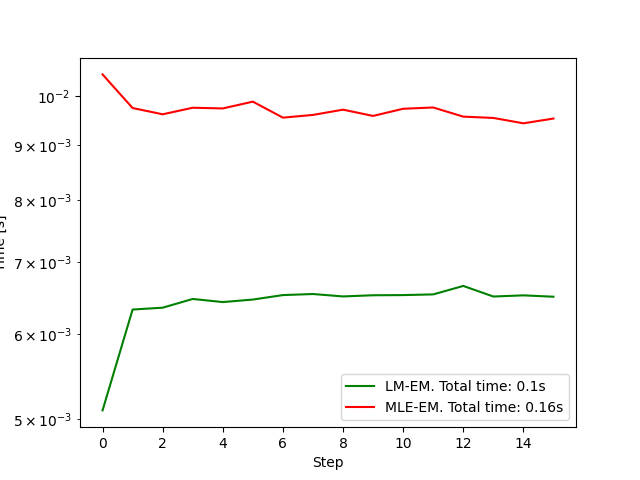 10⁻²
9 × 10⁻³
8 × 10⁻³
7 × 10⁻³
6 × 10⁻³
5 × 10⁻³
[s]
0 2 4 6 8 10 12 14
Step
LM-EM. Total time: 0.1s
MLE-EM. Total time: 0.16s